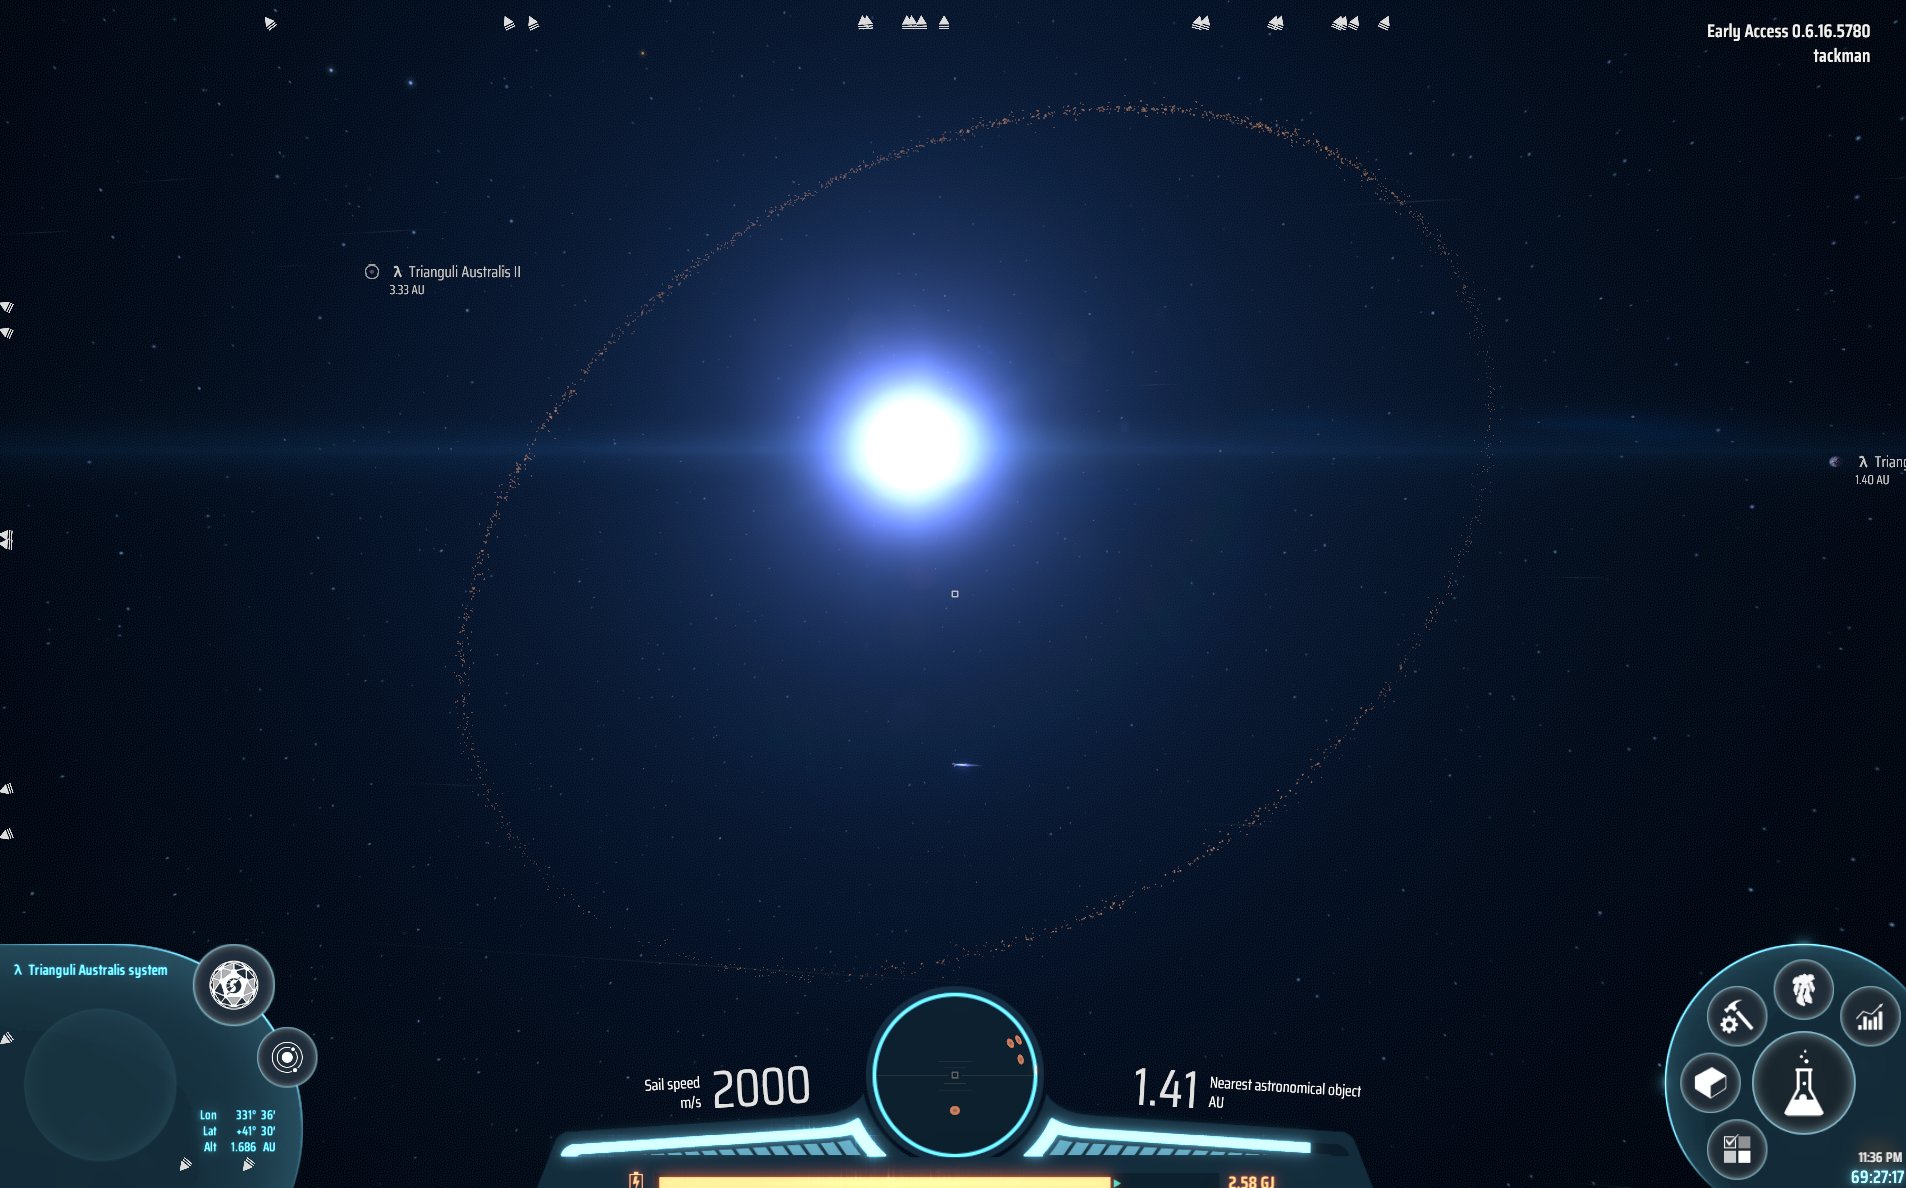 Early Access 0.6.16.5780
tackman
λ Trianguli Australis II
3.33 AU
λ Triang
1.40 AU
λ Trianguli Australis system
Lon 331° 36'
Lat +41° 30'
Alt 1.686 AU
Sail speed
m/s
2000
1.41
Nearest astronomical object
AU
2.58 GJ
11:36 PM
69:27:17